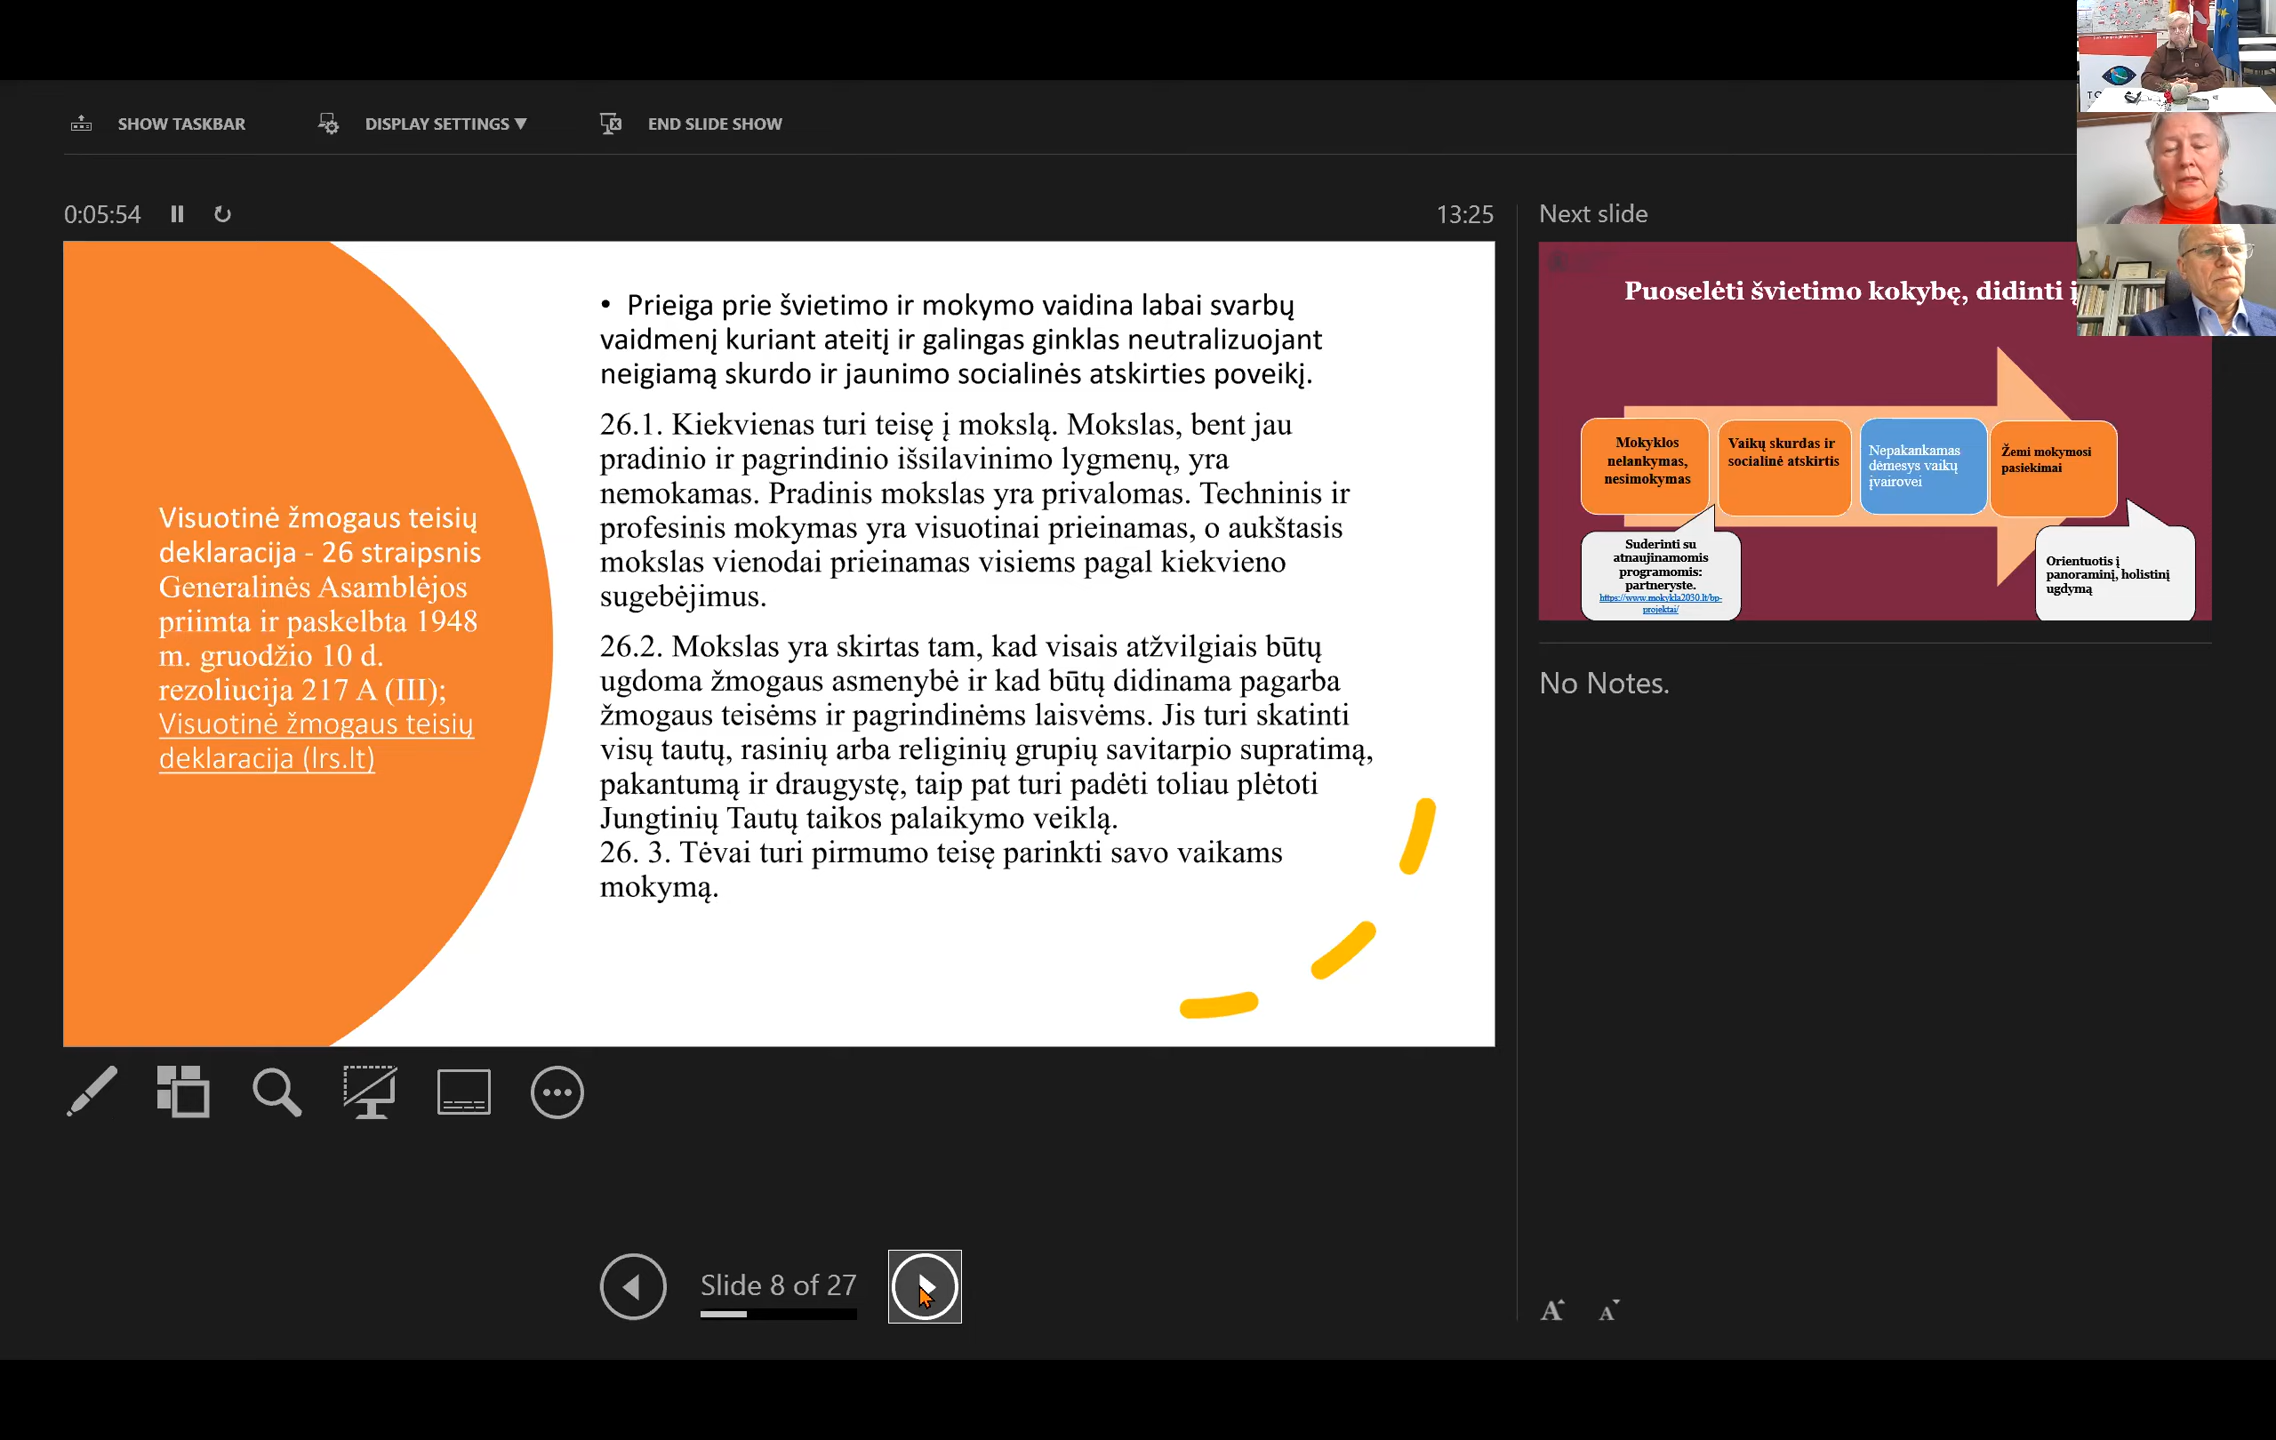 SHOW TASKBAR
DISPLAY SETTINGS ▼
END SLIDE SHOW
0:05:54
13:25
Next slide
Visuotinė žmogaus teisių
deklaracija - 26 straipsnis
Generalinės Asamblėjos
priimta ir paskelbta 1948
m. gruodžio 10 d.
rezoliucija 217 A (III);
Visuotinė žmogaus teisių
deklaracija (lrs.lt)
• Prieiga prie švietimo ir mokymo vaidina labai svarbų
vaidmenį kuriant ateitį ir galingas ginklas neutralizuojant
neigiamą skurdo ir jaunimo socialinės atskirties poveikį.
26.1. Kiekvienas turi teisę į mokslą. Mokslas, bent jau
pradinio ir pagrindinio išsilavinimo lygmenų, yra
nemokamas. Pradinis mokslas yra privalomas. Techninis ir
profesinis mokymas yra visuotinai prieinamas, o aukštasis
mokslas vienodai prieinamas visiems pagal kiekvieno
sugebėjimus.
26.2. Mokslas yra skirtas tam, kad visais atžvilgiais būtų
ugdoma žmogaus asmenybė ir kad būtų didinama pagarba
žmogaus teisėms ir pagrindinėms laisvėms. Jis turi skatinti
visų tautų, rasinių arba religinių grupių savitarpio supratimą,
pakantumą ir draugystę, taip pat turi padėti toliau plėtoti
Jungtinių Tautų taikos palaikymo veiklą.
26. 3. Tėvai turi pirmumo teisę parinkti savo vaikams
mokymą.
Puoselėti švietimo kokybę, didinti į
Mokyklos
nelankymas,
nesimokymas
Vaikų skurdas ir
socialinė atskirtis
Nepakankamas
dėmesys vaikų
įvairovei
Žemi mokymosi
pasiekimai
Suderinti su
atnaujinamomis
programomis:
partneryste.
https://www.mokykla2030.lt/bp-
projektai/
Orientuotis į
panoraminį, holistinį
ugdymą
No Notes.
Slide 8 of 27
A A